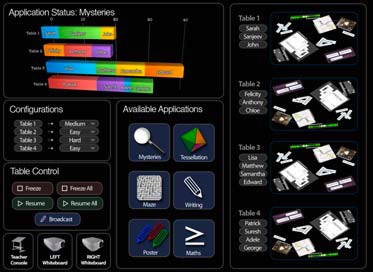 Application Status: Mysteries
0
10
20
30
40
Table 1
Table 2
Table 3
Table 4
John
Configurations
Table 1 Medium
Table 2 Easy
Table 3 Hard
Table 4 Easy
Table Control
Freeze Freeze All
Resume Resume All
Broadcast
Teacher Console
LEFT Whiteboard
RIGHT Whiteboard
Available Applications
Mysteries Tessellation
Maze Writing
Poster Maths
Table 1
Sarah
Sanjeev
John
Table 2
Felicity
Anthony
Chloe
Table 3
Lisa
Matthew
Samantha
Edward
Table 4
Patrick
Suresh
Adele
George